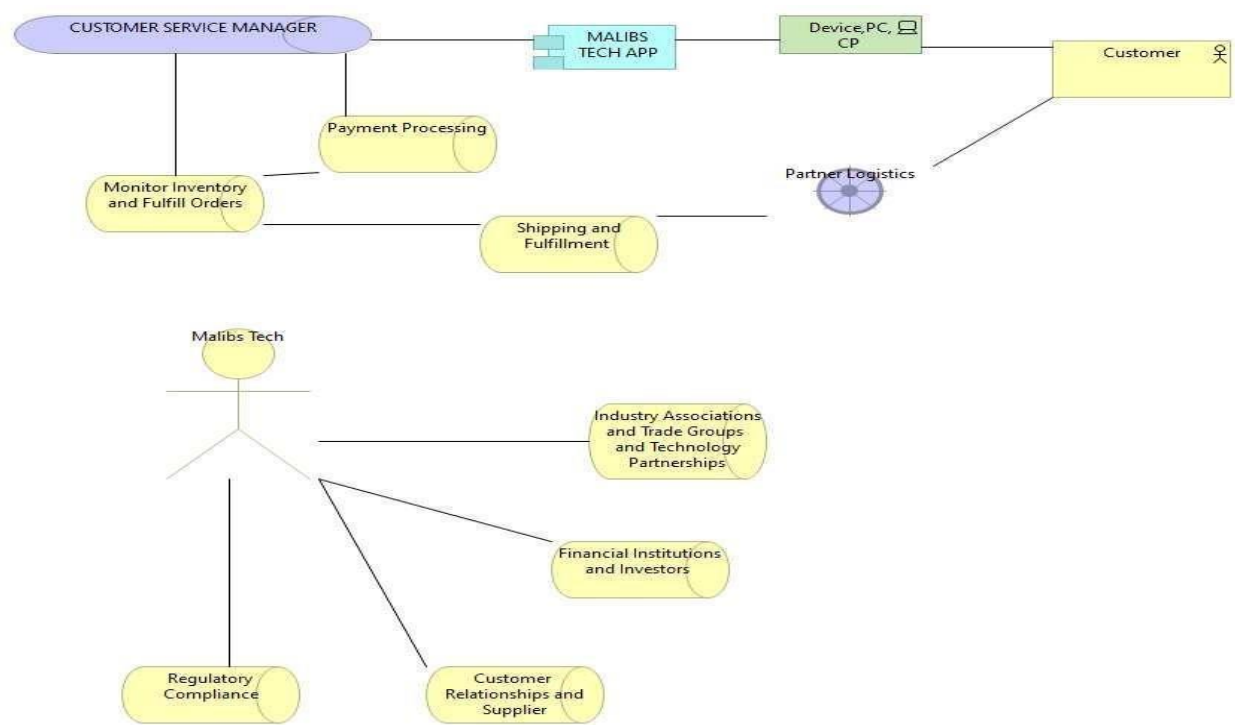 CUSTOMER SERVICE MANAGER
MALIBS
TECH APP
Device,PC,
CP
Customer
Payment Processing
Partner Logistics
Monitor Inventory
and Fulfill Orders
Shipping and
Fulfillment
Malibs Tech
Industry Associations
and Trade Groups
and Technology
Partnerships
Financial Institutions
and Investors
Regulatory
Compliance
Customer
Relationships and
Supplier